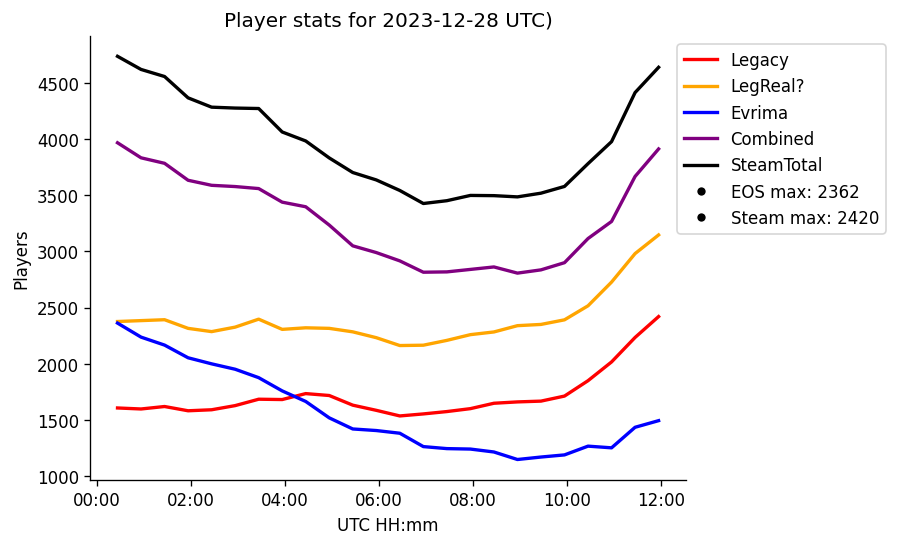 Player stats for 2023-12-28 UTC)
Legacy
LegReal?
Evrima
Combined
SteamTotal
EOS max: 2362
Steam max: 2420
Players
4500
4000
3500
3000
2500
2000
1500
1000
00:00 02:00 04:00 06:00 08:00 10:00 12:00
UTC HH:mm